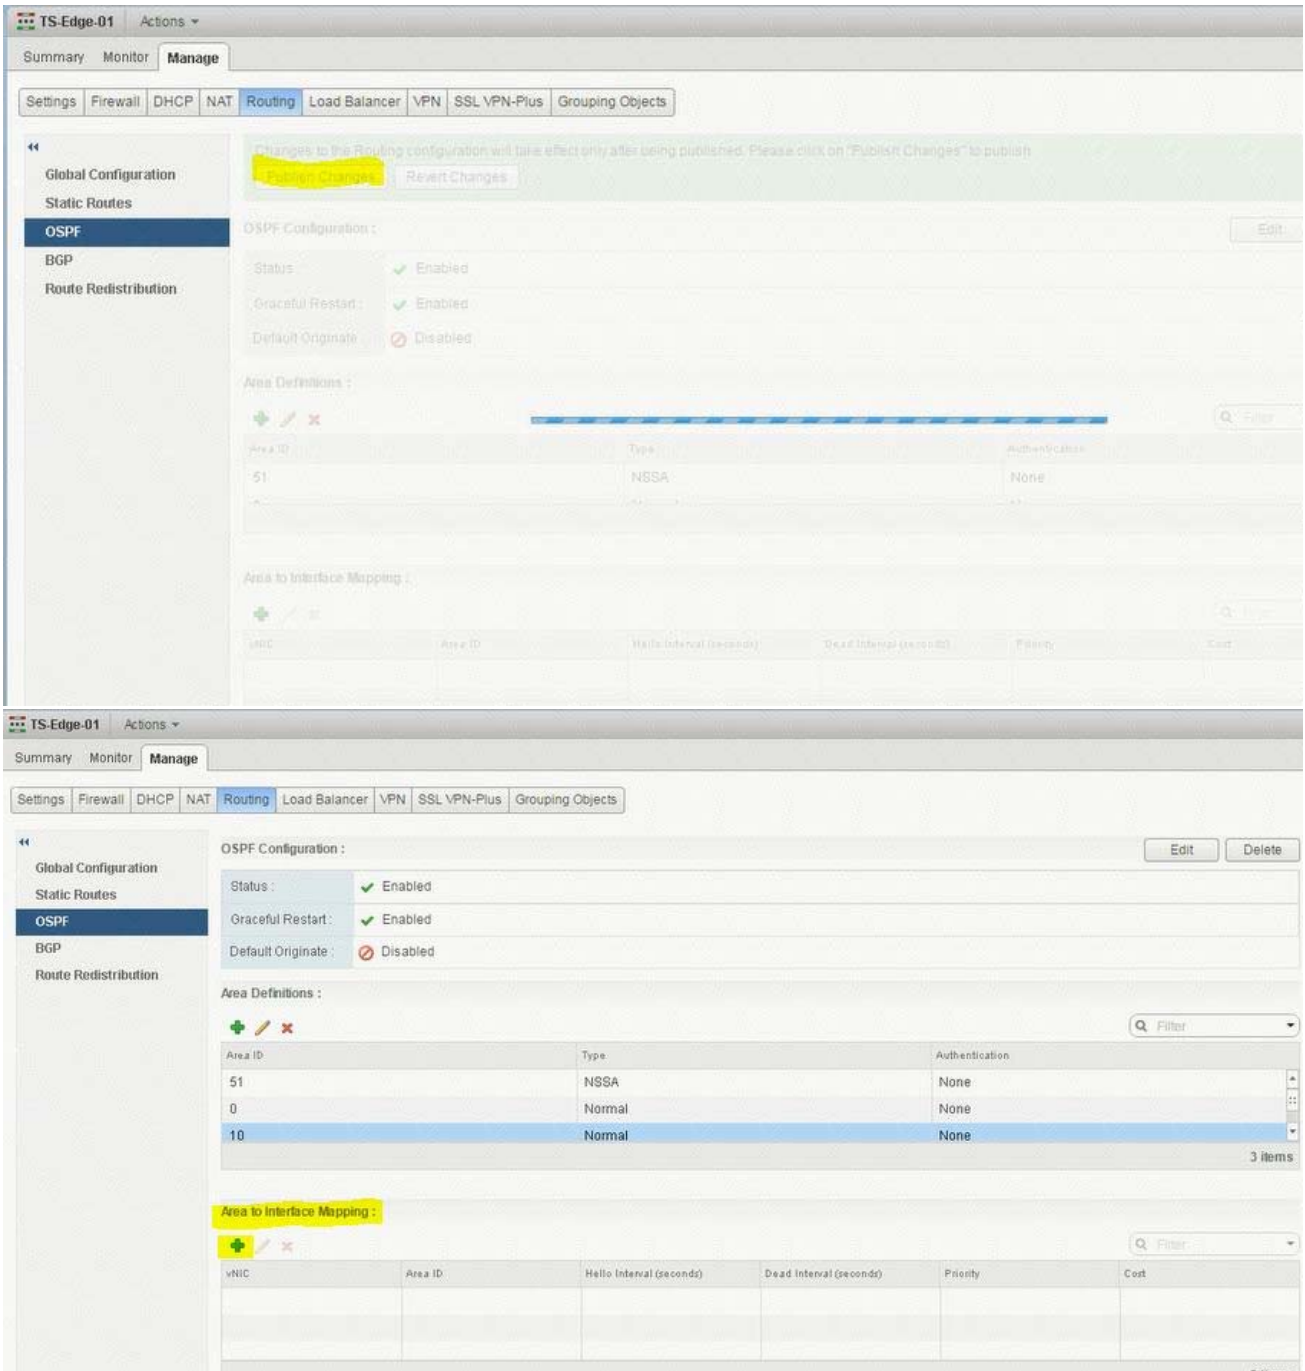 TS-Edge-01 Actions
Summary Monitor Manage
Settings Firewall DHCP NAT Routing Load Balancer VPN SSL VPN-Plus Grouping Objects
Changes to the Routing configuration will take effect only after being published. Please click on "Publish Changes" to publish
Publish Changes Revert Changes
Global Configuration
Static Routes
OSPF
BGP
Route Redistribution
OSPF Configuration : Edit
Status : Enabled
Graceful Restart : Enabled
Default Originate Disabled
Area Definitions :
Filter
Area ID Type Authentication
51 NSSA None
Area to Interface Mapping :
Filter
vNIC Area ID Hello Interval (seconds) Dead Interval (seconds) Priority Cost
TS-Edge-01 Actions
Summary Monitor Manage
Settings Firewall DHCP NAT Routing Load Balancer VPN SSL VPN-Plus Grouping Objects
Global Configuration
Static Routes
OSPF
BGP
Route Redistribution
OSPF Configuration : Edit Delete
Status : Enabled
Graceful Restart : Enabled
Default Originate : Disabled
Area Definitions :
Filter
Area ID Type Authentication
51 NSSA None
0 Normal None
10 Normal None
3 items
Area to Interface Mapping :
Filter
vNIC Area ID Hello Interval (seconds) Dead Interval (seconds) Priority Cost